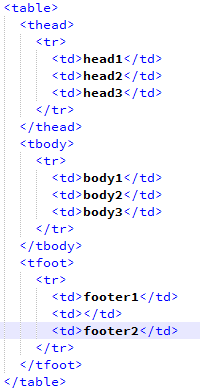 <table>
<thead>
<tr>
<td>head1</td>
<td>head2</td>
<td>head3</td>
</tr>
</thead>
<tbody>
<tr>
<td>body1</td>
<td>body2</td>
<td>body3</td>
</tr>
</tbody>
<tfoot>
<tr>
<td>footer1</td>
<td></td>
<td>footer2</td>
</tr>
</tfoot>
</table>